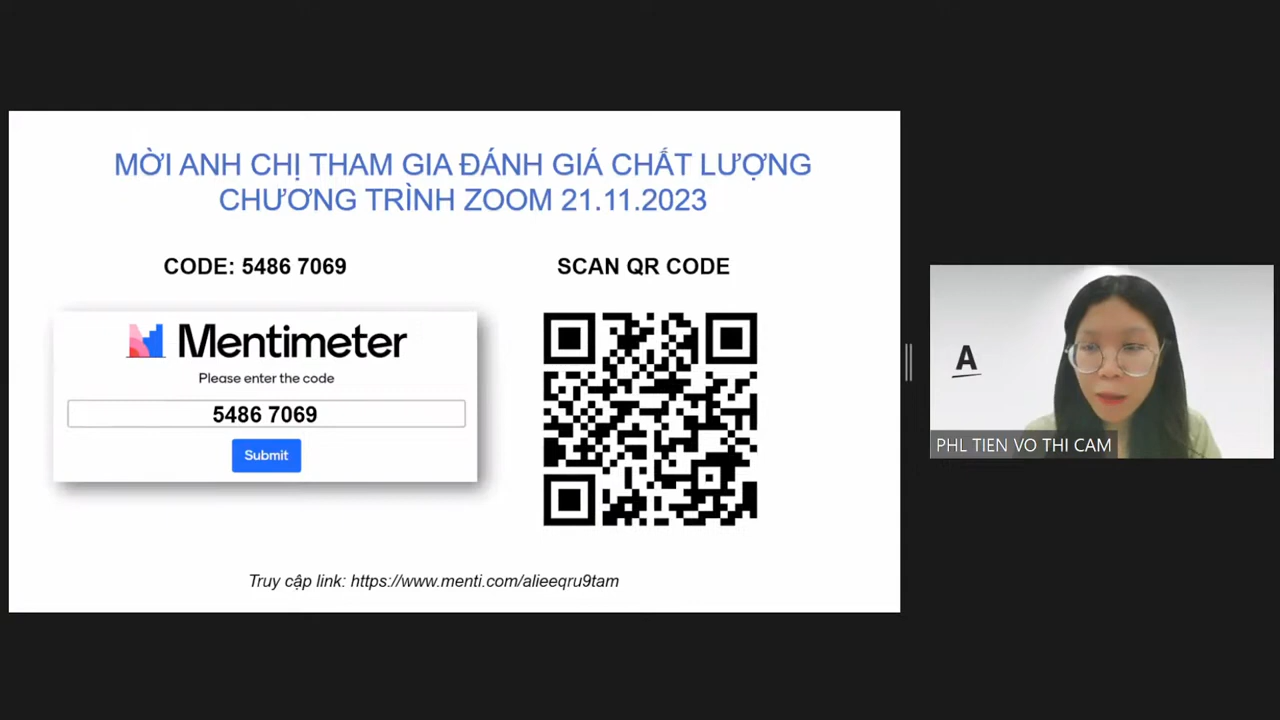 MỜI ANH CHỊ THAM GIA ĐÁNH GIÁ CHẤT LƯỢNG
CHƯƠNG TRÌNH ZOOM 21.11.2023
CODE: 5486 7069
SCAN QR CODE
Mentimeter
Please enter the code
5486 7069
Submit
Truy cập link: https://www.menti.com/alieeqru9tam
A
PHL TIEN VO THI CAM